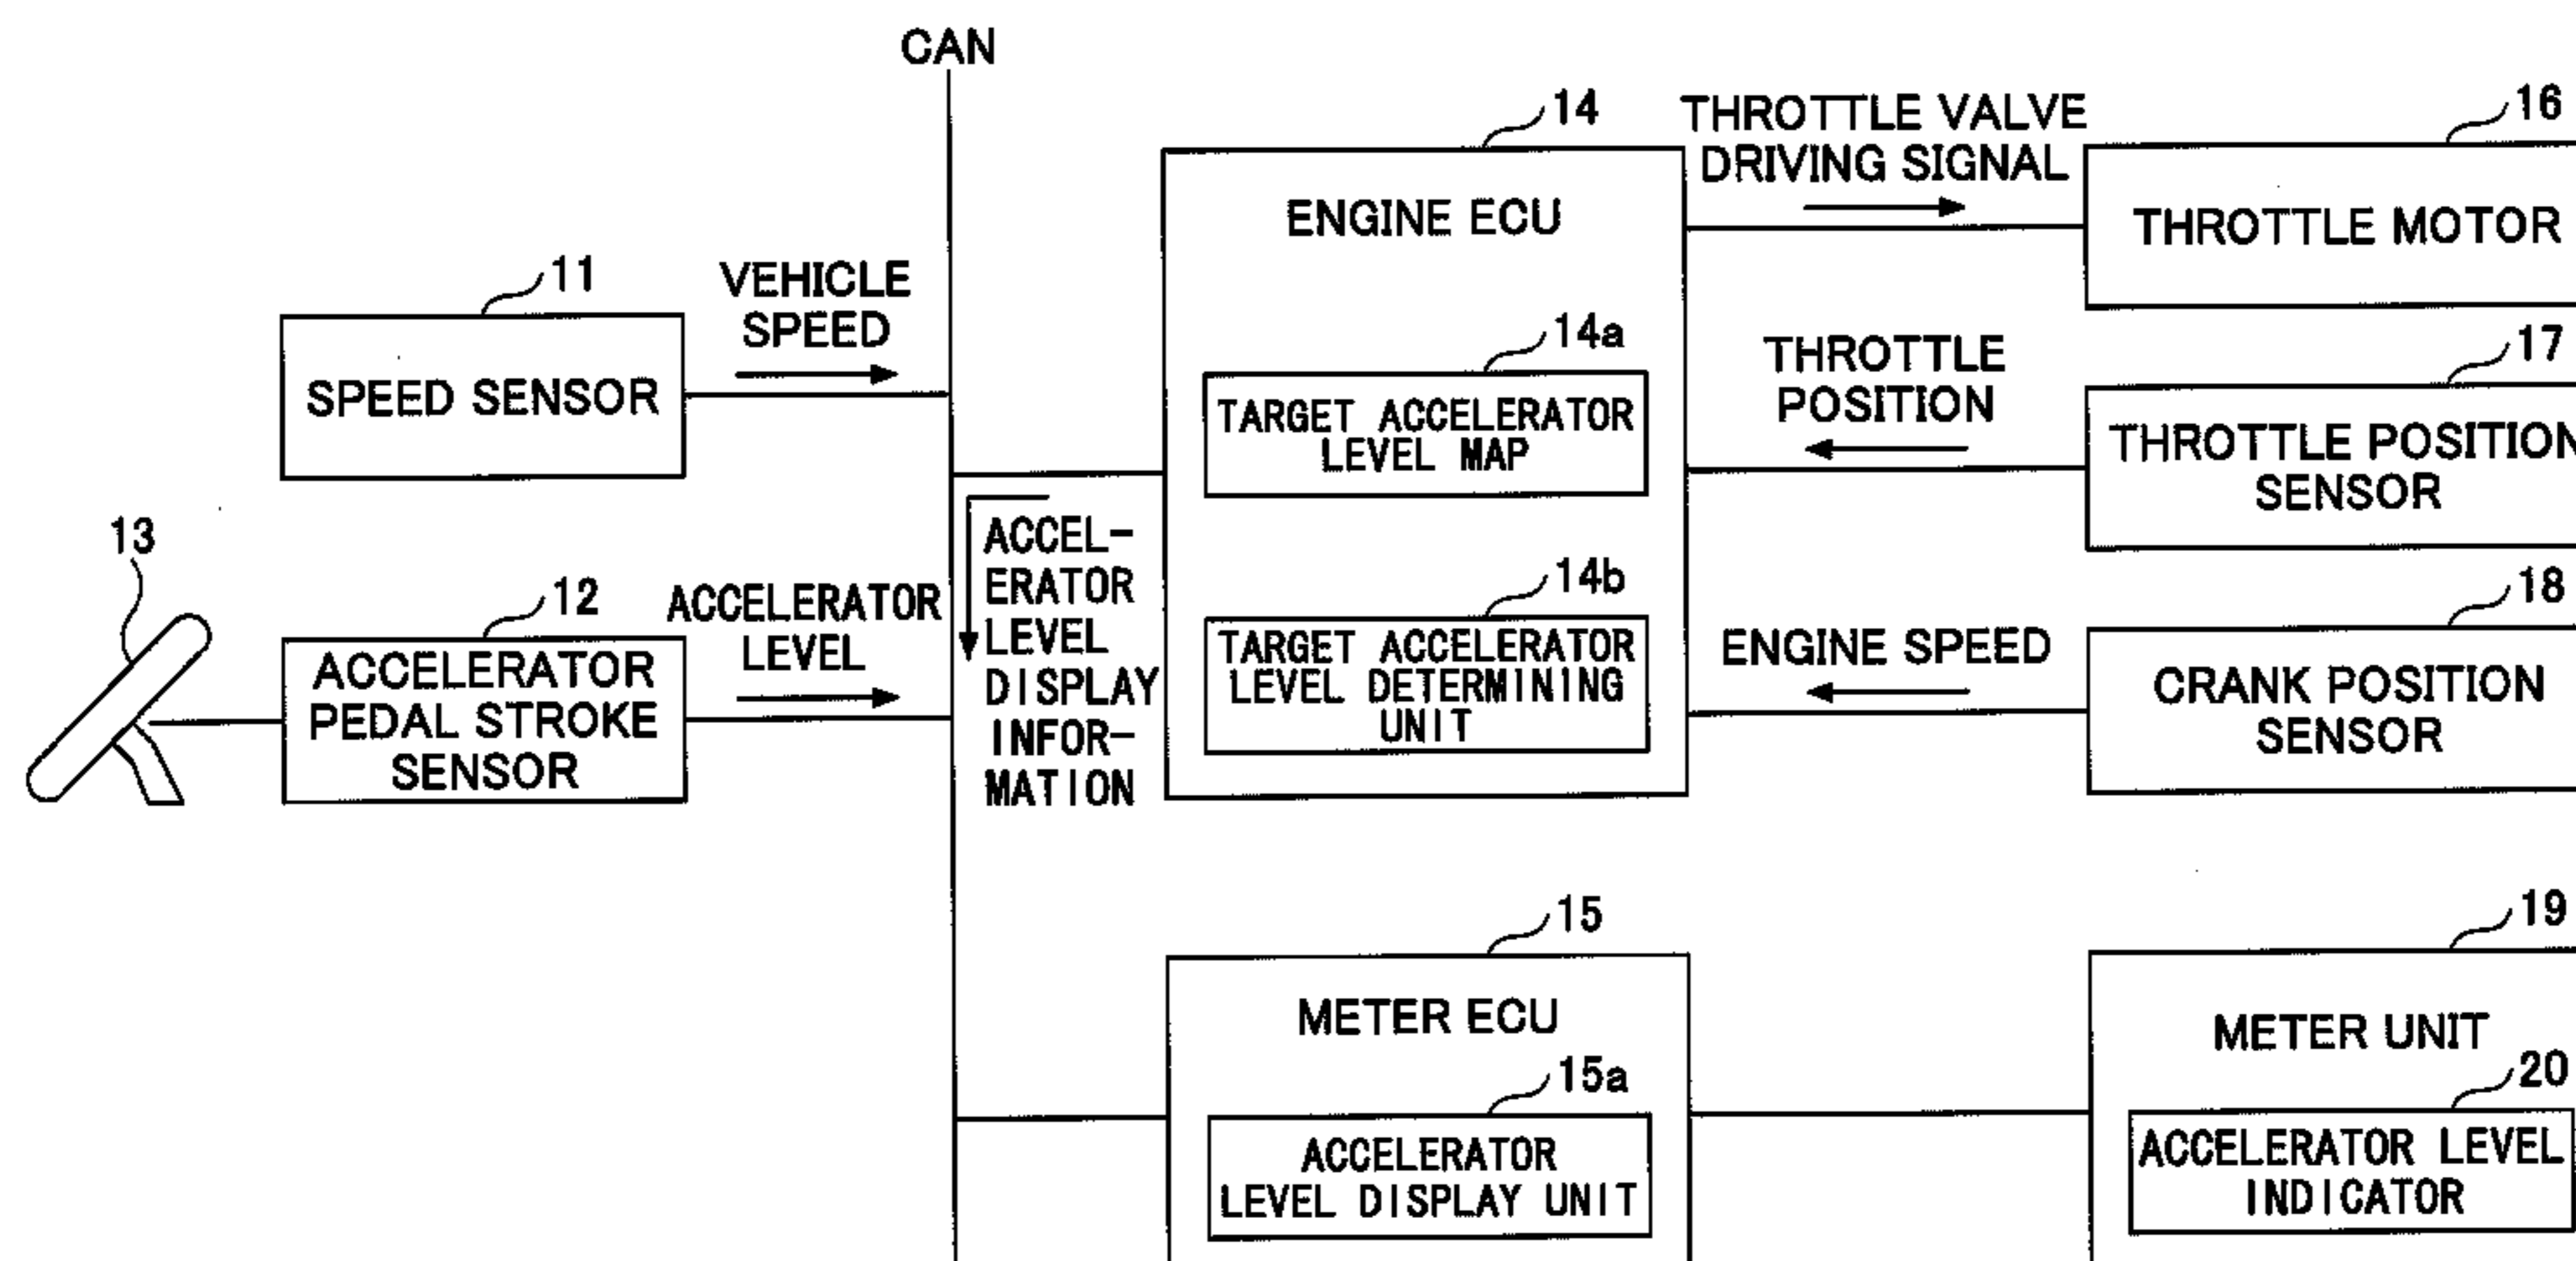 CAN
11
SPEED SENSOR
VEHICLE
SPEED
13
12
ACCELERATOR
PEDAL STROKE
SENSOR
ACCELERATOR
LEVEL
ACCEL-
ERATOR
LEVEL
DISPLAY
INFOR-
MATION
14
ENGINE ECU
14a
TARGET ACCELERATOR
LEVEL MAP
14b
TARGET ACCELERATOR
LEVEL DETERMINING
UNIT
THROTTLE VALVE
DRIVING SIGNAL
16
THROTTLE MOTOR
THROTTLE
POSITION
17
THROTTLE POSITION
SENSOR
ENGINE SPEED
18
CRANK POSITION
SENSOR
15
METER ECU
15a
ACCELERATOR
LEVEL DISPLAY UNIT
19
METER UNIT
20
ACCELERATOR LEVEL
INDICATOR